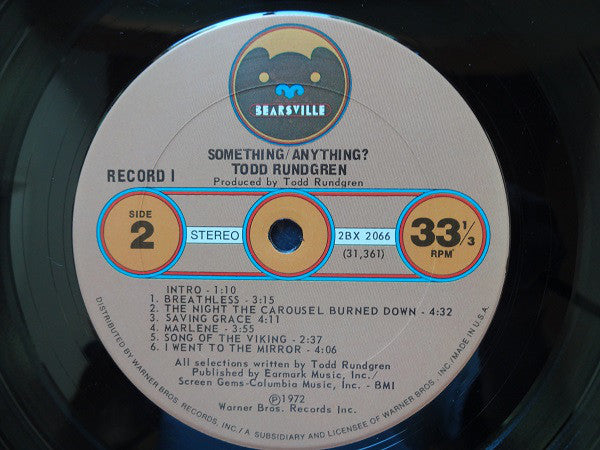 BEARSVILLE
SOMETHING/ANYTHING?
TODD RUNDGREN
Produced by Todd Rundgren
RECORD I
SIDE
2
STEREO
2BX 2066
(31,361)
33 1/3
RPM
INTRO - 1:10
1. BREATHLESS - 3:15
2. THE NIGHT THE CAROUSEL BURNED DOWN - 4:32
3. SAVING GRACE 4:11
4. MARLENE - 3:55
5. SONG OF THE VIKING - 2:37
6. I WENT TO THE MIRROR - 4:06
All selections written by Todd Rundgren
Published by Earmark Music, Inc./
Screen Gems-Columbia Music, Inc. - BMI
Ⓟ1972
Warner Bros. Records Inc.
DISTRIBUTED BY WARNER BROS. RECORDS, INC./A SUBSIDIARY AND LICENSEE OF WARNER BROS. INC./MADE IN U.S.A.